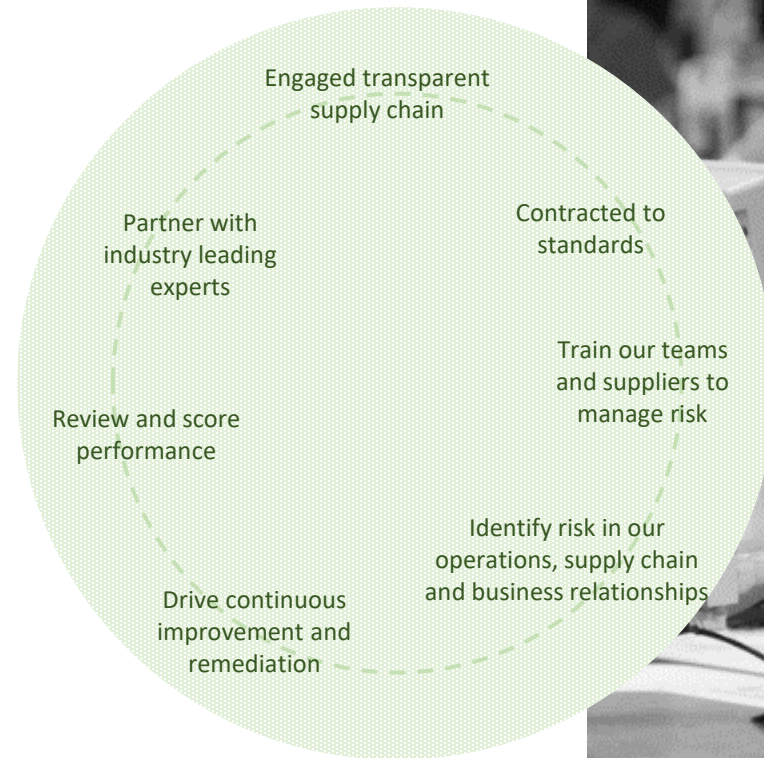 Engaged transparent
supply chain
Contracted to
standards
Train our teams
and suppliers to
manage risk
Identify risk in our
operations, supply chain
and business relationships
Drive continuous
improvement and
remediation
Review and score
performance
Partner with
industry leading
experts